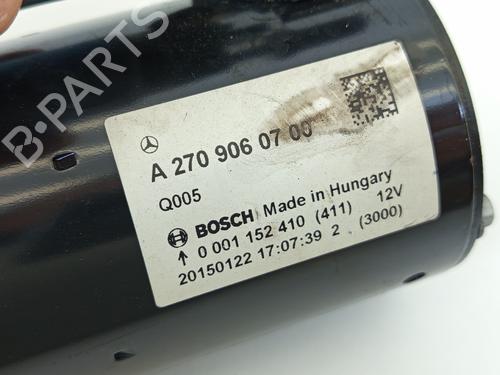 B-PARTS
A 270 906 07 00
Q005
BOSCH Made in Hungary
↑ 0 001 152 410 (411) 12V
20150122 17:07:39 2 (3000)